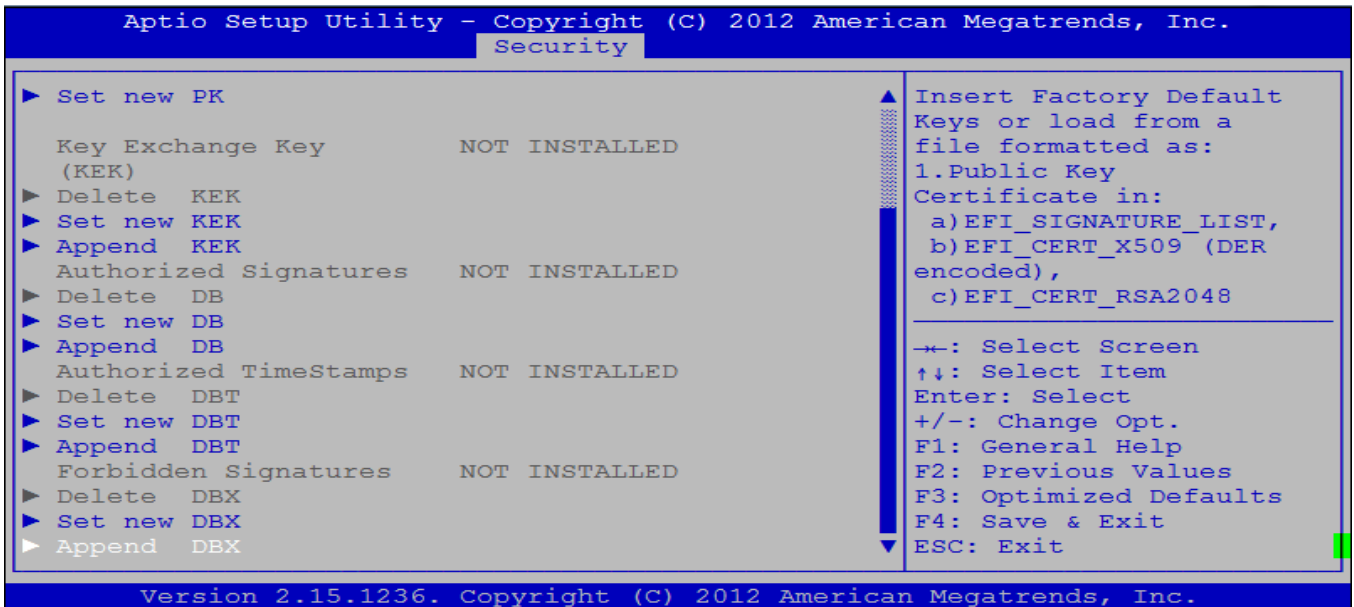 Aptio Setup Utility – Copyright (C) 2012 American Megatrends, Inc.
Security
► Set new PK
Key Exchange Key NOT INSTALLED
(KEK)
► Delete KEK
► Set new KEK
► Append KEK
Authorized Signatures NOT INSTALLED
► Delete DB
► Set new DB
► Append DB
Authorized TimeStamps NOT INSTALLED
► Delete DBT
► Set new DBT
► Append DBT
Forbidden Signatures NOT INSTALLED
► Delete DBX
► Set new DBX
► Append DBX
Insert Factory Default
Keys or load from a
file formatted as:
1.Public Key
Certificate in:
a)EFI_SIGNATURE_LIST,
b)EFI_CERT_X509 (DER
encoded),
c)EFI_CERT_RSA2048
→←: Select Screen
↑↓: Select Item
Enter: Select
+/-: Change Opt.
F1: General Help
F2: Previous Values
F3: Optimized Defaults
F4: Save & Exit
ESC: Exit
Version 2.15.1236. Copyright (C) 2012 American Megatrends, Inc.